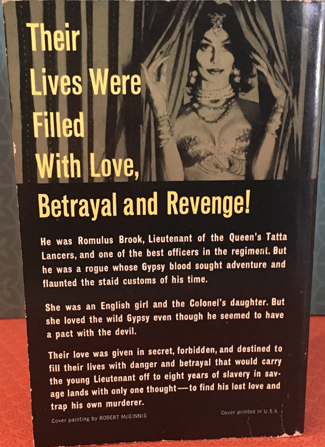 Their
Lives Were
Filled
With Love,
Betrayal and Revenge!
He was Romulus Brook, Lieutenant of the Queen's Tatta
Lancers, and one of the best officers in the regiment. But
he was a rogue whose Gypsy blood sought adventure and
flaunted the staid customs of his time.
She was an English girl and the Colonel's daughter. But
she loved the wild Gypsy even though he seemed to have
a pact with the devil.
Their love was given in secret, forbidden, and destined to
fill their lives with danger and betrayal that would carry
the young Lieutenant off to eight years of slavery in sav-
age lands with only one thought—to find his lost love and
trap his own murderer.
Cover painting by ROBERT McGINNIS
Cover printed in U.S.A.